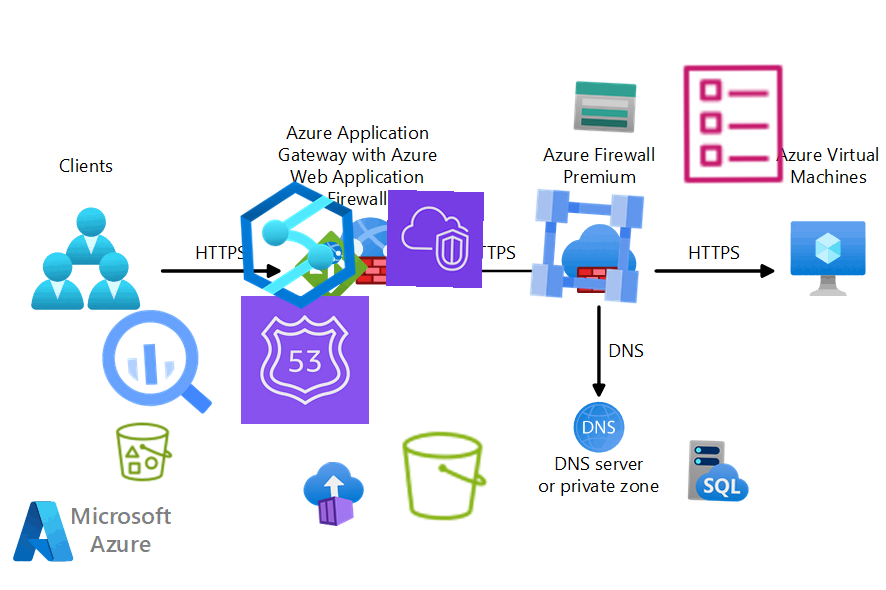 Clients
Azure Application
Gateway with Azure
Web Application
Firewall
Azure Firewall
Premium
Azure Virtual
Machines
HTTPS
HTTPS
HTTPS
53
DNS
DNS
DNS server
or private zone
SQL
Microsoft
Azure